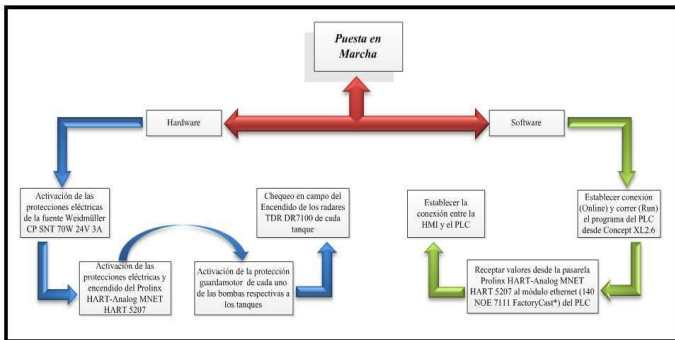 Puesta en
Marcha
Hardware
Software
Activación de las
protecciones eléctricas
de la fuente Weidmüller
CP SNT 70W 24V 3A
Activación de las
protecciones eléctricas y
encendido del Prolinx
HART-Analog MNET
HART 5207
Activación de la protección
guardamotor de cada uno
de las bombas respectivas a
los tanques
Chequeo en campo del
Encendido de los radares
TDR DR7100 de cada
tanque
Establecer conexión
(Online) y correr (Run)
el programa del PLC
desde Concept XL2.6
Receptar valores desde la pasarela
Prolinx HART-Analog MNET
HART 5207 al módulo ethernet (140
NOE 7111 FactoryCast*) del PLC
Establecer la
conexión entre la
HMI y el PLC